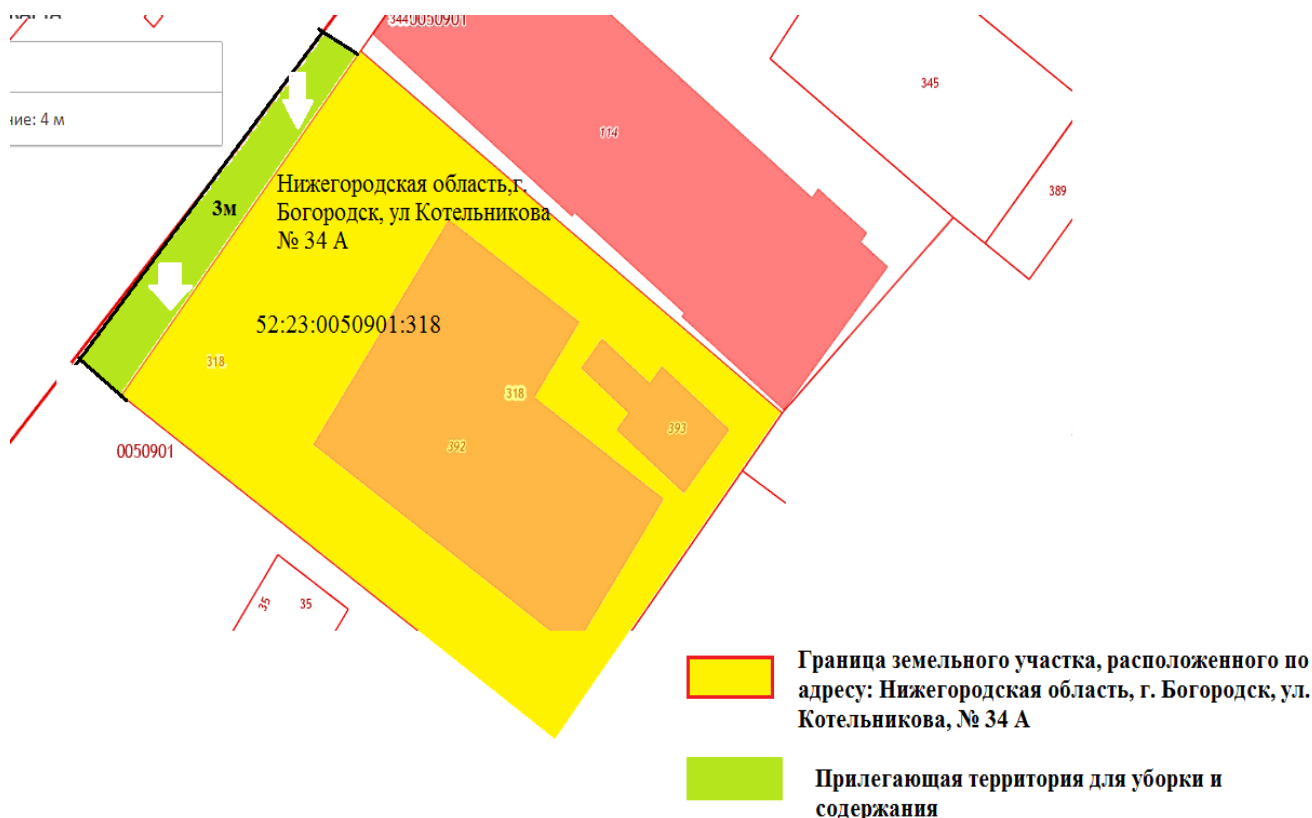 3440050901
345
ние: 4 м
114
389
Нижегородская область,г.
Богородск, ул Котельникова
№ 34 А
3м
52:23:0050901:318
318
318
393
392
0050901
35
35
Граница земельного участка, расположенного по
адресу: Нижегородская область, г. Богородск, ул.
Котельникова, № 34 А
Прилегающая территория для уборки и
содержания